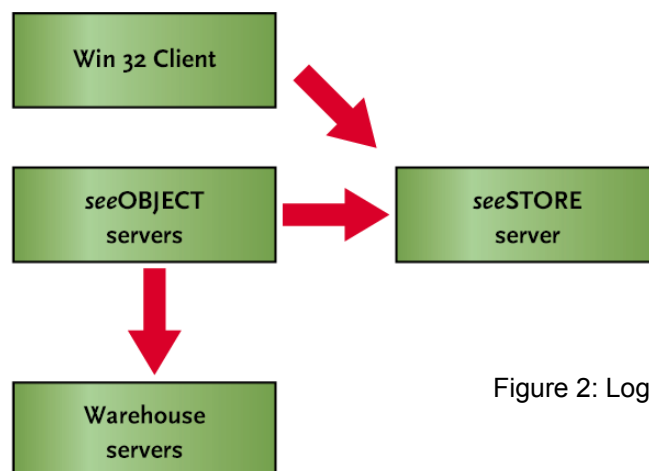 Win 32 Client
seeOBJECT
servers
seeSTORE
server
Warehouse
servers
Figure 2: Log